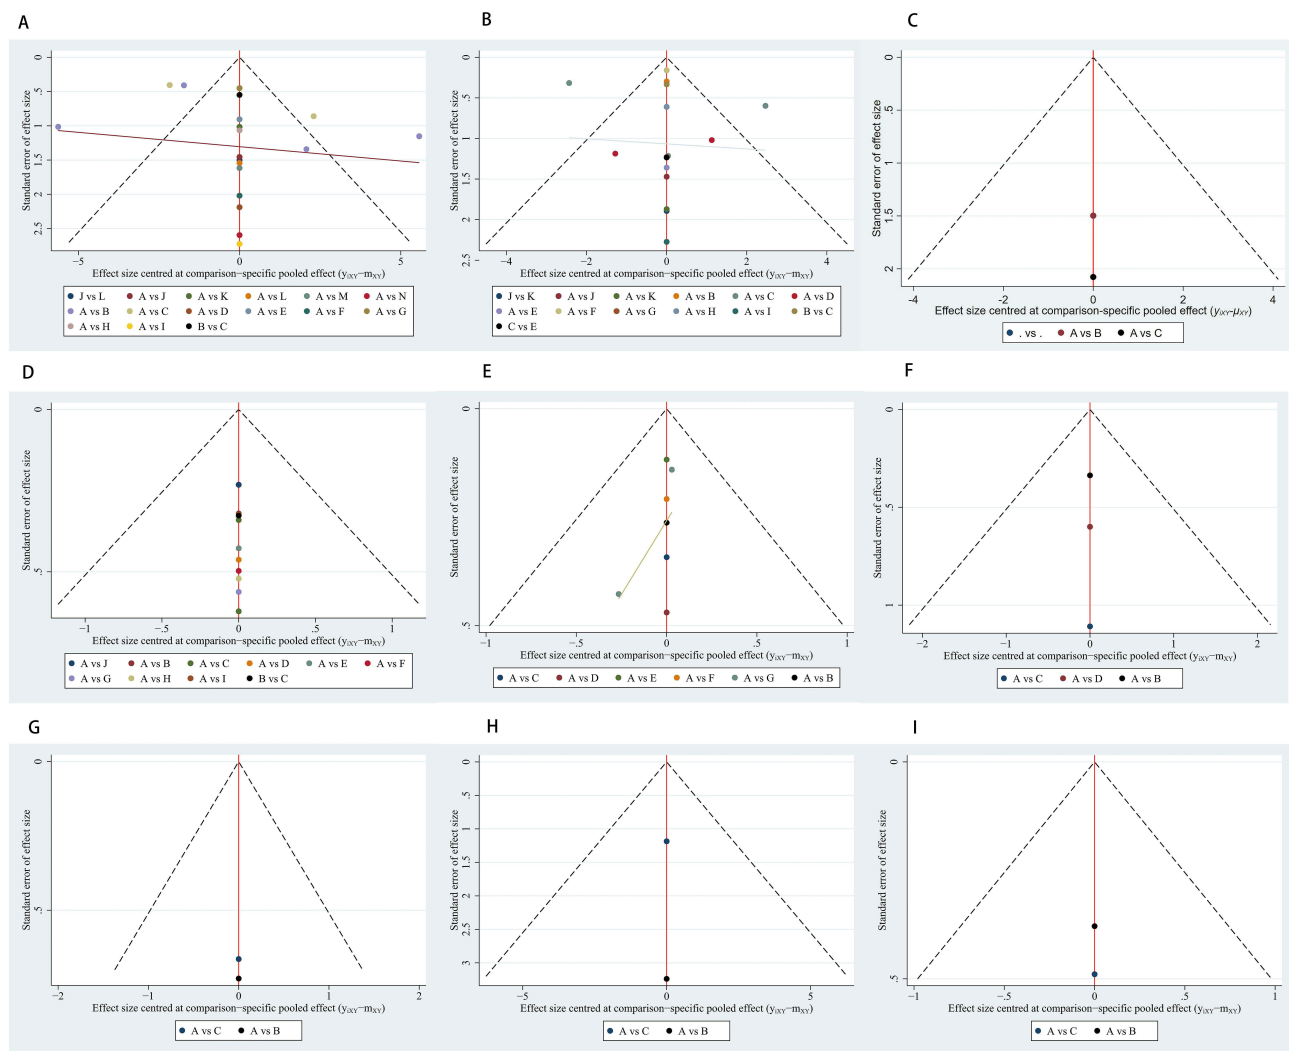 A
0
.5
1
1.5
2
2.5
Standard error of effect size
-5
0
5
Effect size centred at comparison-specific pooled effect (yiXY-mXY)
J vs L
A vs J
A vs K
A vs L
A vs M
A vs N
A vs B
A vs C
A vs D
A vs E
A vs F
A vs G
A vs H
A vs I
B vs C
B
0
.5
1
1.5
2
2.5
Standard error of effect size
-4
-2
0
2
4
Effect size centred at comparison-specific pooled effect (yiXY-mXY)
J vs K
A vs J
A vs K
A vs B
A vs C
A vs D
A vs E
A vs F
A vs G
A vs H
A vs I
B vs C
C vs E
C
0
.5
1
1.5
2
Standard error of effect size
-4
-2
0
2
4
Effect size centred at comparison-specific pooled effect (yiXY-μXY)
. vs .
A vs B
A vs C
D
0
.5
Standard error of effect size
-1
-.5
0
.5
1
Effect size centred at comparison-specific pooled effect (yiXY-mXY)
A vs J
A vs B
A vs C
A vs D
A vs E
A vs F
A vs G
A vs H
A vs I
B vs C
E
0
.5
Standard error of effect size
-1
-.5
0
.5
1
Effect size centred at comparison-specific pooled effect (yiXY-mXY)
A vs C
A vs D
A vs E
A vs F
A vs G
A vs B
F
0
.5
1
Standard error of effect size
-2
-1
0
1
2
Effect size centred at comparison-specific pooled effect (yiXY-mXY)
A vs C
A vs D
A vs B
G
0
.5
Standard error of effect size
-2
-1
0
1
2
Effect size centred at comparison-specific pooled effect (yiXY-mXY)
A vs C
A vs B
H
0
.5
1
1.5
2
2.5
3
Standard error of effect size
-5
0
5
Effect size centred at comparison-specific pooled effect (yiXY-mXY)
A vs C
A vs B
I
0
.5
Standard error of effect size
-1
-.5
0
.5
1
Effect size centred at comparison-specific pooled effect (yiXY-mXY)
A vs C
A vs B